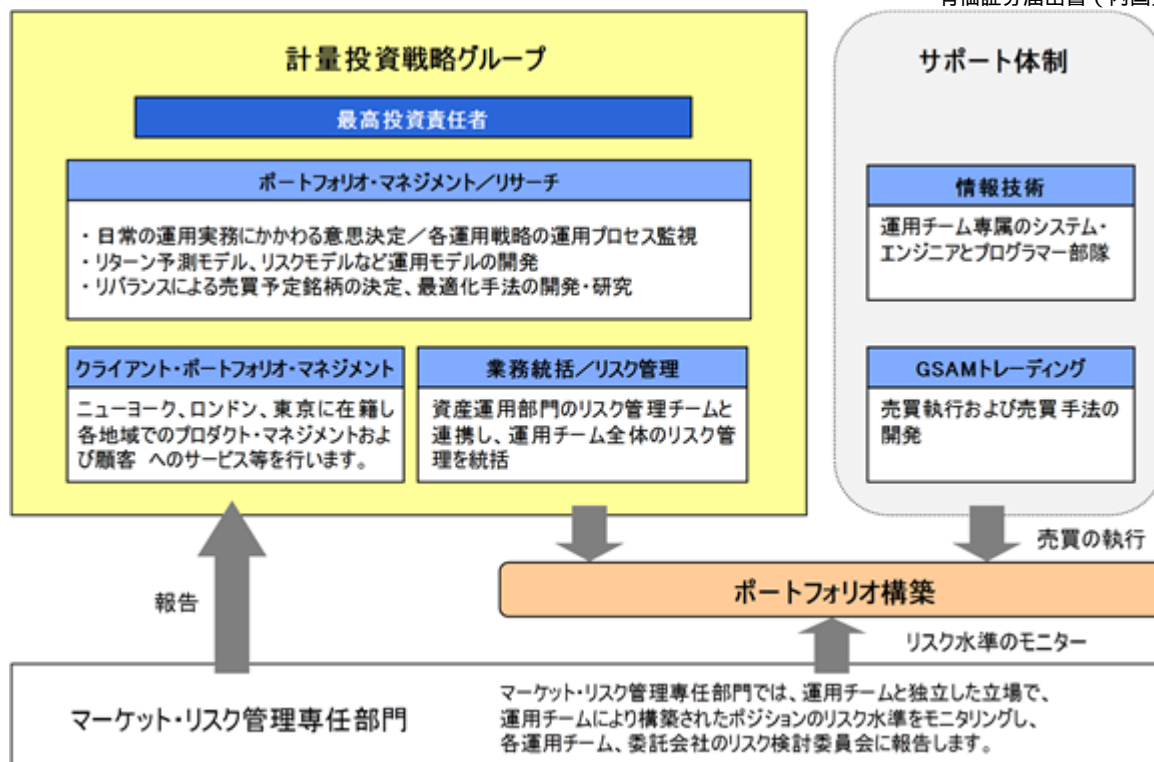 計量投資戦略グループ
最高投資責任者
ポートフォリオ・マネジメント／リサーチ
・日常の運用実務にかかわる意思決定／各運用戦略の運用プロセス監視
・リターン予測モデル、リスクモデルなど運用モデルの開発
・リバランスによる売買予定銘柄の決定、最適化手法の開発・研究
クライアント・ポートフォリオ・マネジメント
ニューヨーク、ロンドン、東京に在籍し
各地域でのプロダクト・マネジメントおよ
び顧客 へのサービス等を行います。
業務統括／リスク管理
資産運用部門のリスク管理チームと
連携し、運用チーム全体のリスク管
理を統括
サポート体制
情報技術
運用チーム専属のシステム・
エンジニアとプログラマー部隊
GSAMトレーディング
売買執行および売買手法の
開発
売買の執行
ポートフォリオ構築
報告
リスク水準のモニター
マーケット・リスク管理専任部門
マーケット・リスク管理専任部門では、運用チームと独立した立場で、
運用チームにより構築されたポジションのリスク水準をモニタリングし、
各運用チーム、委託会社のリスク検討委員会に報告します。